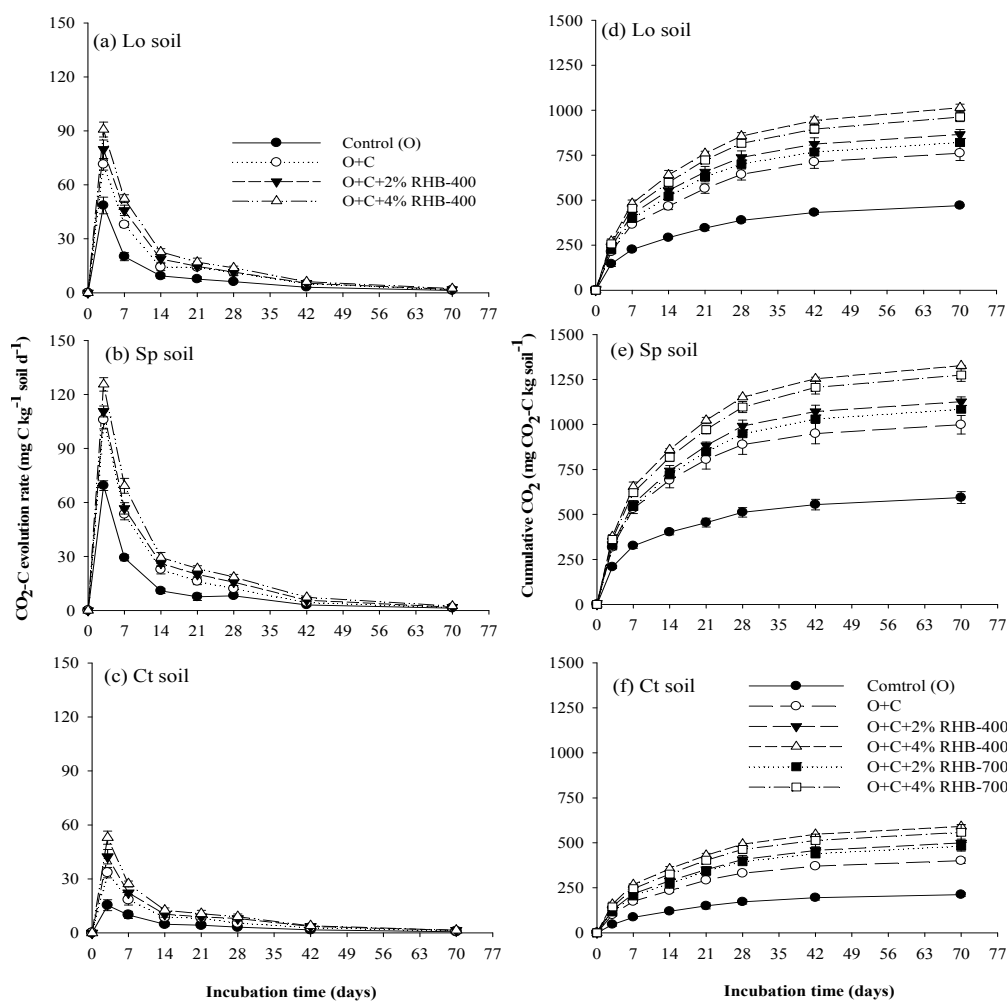 150
120
90
60
30
0
(a) Lo soil
Control (O)
O+C
O+C+2% RHB-400
O+C+4% RHB-400
0 7 14 21 28 35 42 49 56 63 70 77
1500
1250
1000
750
500
250
0
(d) Lo soil
0 7 14 21 28 35 42 49 56 63 70 77
CO2-C evolution rate (mg C kg-1 soil d-1)
150
120
90
60
30
0
(b) Sp soil
0 7 14 21 28 35 42 49 56 63 70 77
Cumulative CO2 (mg CO2-C kg soil-1)
1500
1250
1000
750
500
250
0
(e) Sp soil
0 7 14 21 28 35 42 49 56 63 70 77
150
120
90
60
30
0
(c) Ct soil
0 7 14 21 28 35 42 49 56 63 70 77
Incubation time (days)
1500
1250
1000
750
500
250
0
(f) Ct soil
Comtrol (O)
O+C
O+C+2% RHB-400
O+C+4% RHB-400
O+C+2% RHB-700
O+C+4% RHB-700
0 7 14 21 28 35 42 49 56 63 70 77
Incubation time (days)